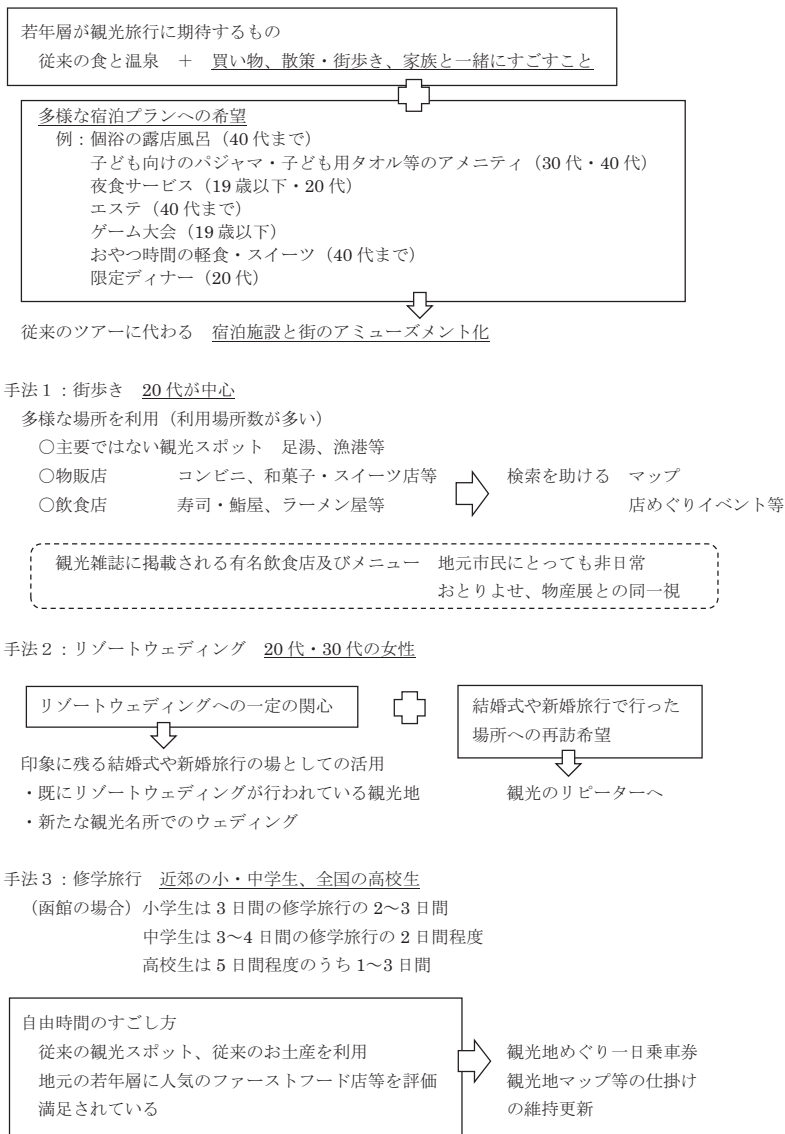 若年層が観光旅行に期待するもの
従来の食と温泉 ＋ 買い物、散策・街歩き、家族と一緒にすごすこと
多様な宿泊プランへの希望
例：個浴の露店風呂（40 代まで）
子ども向けのパジャマ・子ども用タオル等のアメニティ（30 代・40 代）
夜食サービス（19 歳以下・20 代）
エステ（40 代まで）
ゲーム大会（19 歳以下）
おやつ時間の軽食・スイーツ（40 代まで）
限定ディナー（20 代）
従来のツアーに代わる 宿泊施設と街のアミューズメント化
手法１：街歩き 20 代が中心
多様な場所を利用（利用場所数が多い）
○主要ではない観光スポット 足湯、漁港等
○物販店 コンビニ、和菓子・スイーツ店等 検索を助ける マップ
○飲食店 寿司・鮨屋、ラーメン屋等 店めぐりイベント等
観光雑誌に掲載される有名飲食店及びメニュー 地元市民にとっても非日常
おとりよせ、物産展との同一視
手法２：リゾートウェディング 20 代・30 代の女性
リゾートウェディングへの一定の関心
結婚式や新婚旅行で行った
場所への再訪希望
印象に残る結婚式や新婚旅行の場としての活用
・既にリゾートウェディングが行われている観光地 観光のリピーターへ
・新たな観光名所でのウェディング
手法３：修学旅行 近郊の小・中学生、全国の高校生
（函館の場合）小学生は 3 日間の修学旅行の 2～3 日間
中学生は 3～4 日間の修学旅行の 2 日間程度
高校生は 5 日間程度のうち 1～3 日間
自由時間のすごし方
従来の観光スポット、従来のお土産を利用
地元の若年層に人気のファーストフード店等を評価
満足されている
観光地めぐり一日乗車券
観光地マップ等の仕掛け
の維持更新